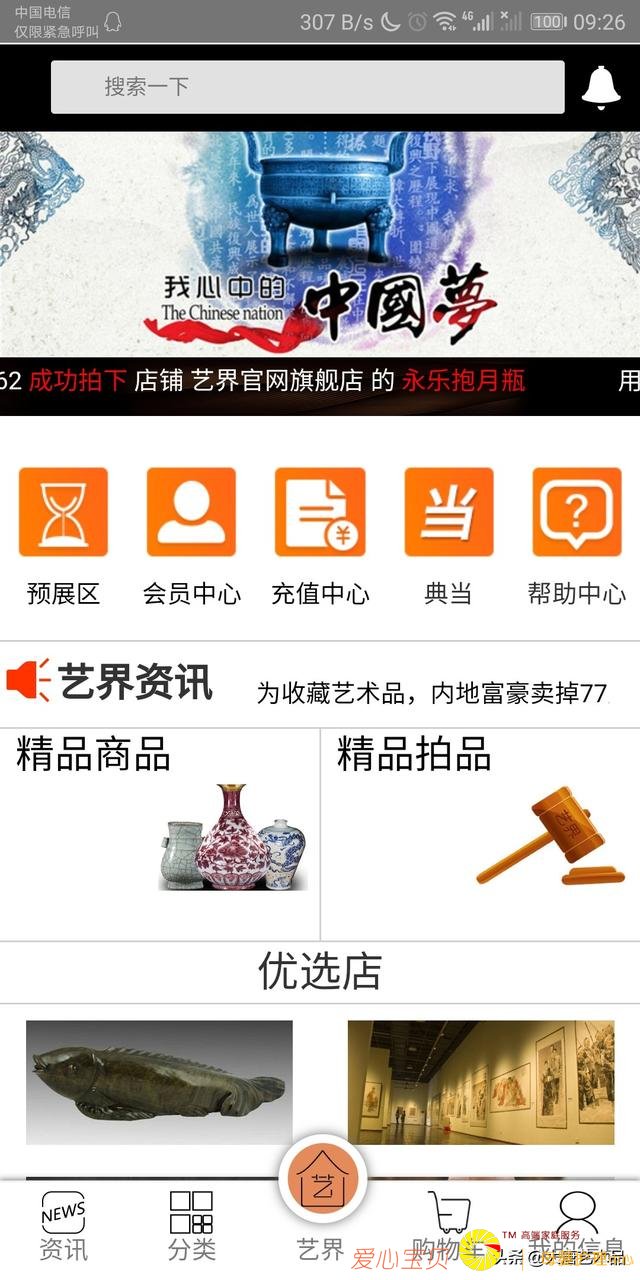 中国电信
仅限紧急呼叫
307 B/s 4G 100 09:26
搜索一下
我心中的
The Chinese nation
中國夢
62 成功拍下 店铺 艺界官网旗舰店 的 永乐抱月瓶 用
预展区 会员中心 充值中心 典当 帮助中心
艺界资讯 为收藏艺术品，内地富豪卖掉77
精品商品 精品拍品
优选店
艺
NEWS
资讯 分类 艺界 购物车 我的信息
爱心宝贝
TM 高端家庭服务